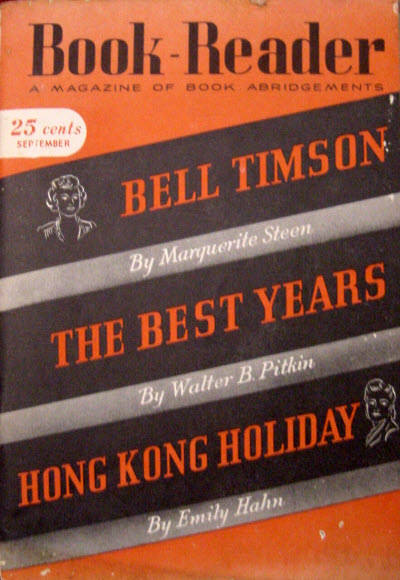 Book-Reader
A MAGAZINE OF BOOK ABRIDGEMENTS
25 cents
SEPTEMBER
BELL TIMSON
By Marguerite Steen
THE BEST YEARS
By Walter B. Pitkin
HONG KONG HOLIDAY
By Emily Hahn